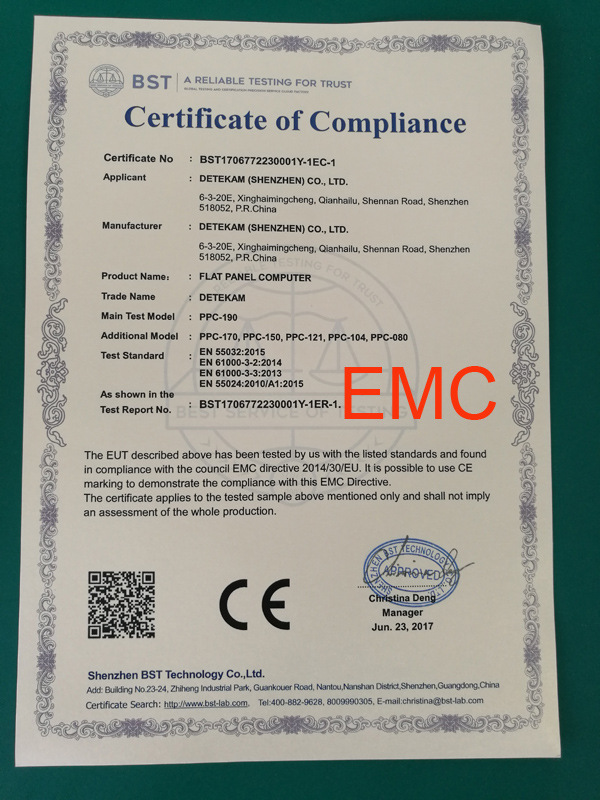 BST A RELIABLE TESTING FOR TRUST
Certificate of Compliance
Certificate No : BST1706772230001Y-1EC-1
Applicant : DETEKAM (SHENZHEN) CO., LTD.
6-3-20E, Xinghaimingcheng, Qianhailu, Shennan Road, Shenzhen
518052, P.R.China
Manufacturer : DETEKAM (SHENZHEN) CO., LTD.
6-3-20E, Xinghaimingcheng, Qianhailu, Shennan Road, Shenzhen
518052, P.R.China
Product Name: FLAT PANEL COMPUTER
Trade Name : DETEKAM
Main Test Model : PPC-190
Additional Model : PPC-170, PPC-150, PPC-121, PPC-104, PPC-080
Test Standard : EN 55032:2015
EN 61000-3-2:2014
EN 61000-3-3:2013
EN 55024:2010/A1:2015
As shown in the
Test Report No. : BST1706772230001Y-1ER-1.
EMC
BEST SERVICE OF TESTING
The EUT described above has been tested by us with the listed standards and found
in compliance with the council EMC directive 2014/30/EU. It is possible to use CE
marking to demonstrate the compliance with this EMC Directive.
The certificate applies to the tested sample above mentioned only and shall not imply
an assessment of the whole production.
CE
SHENZHEN BST TECHNOLOGY CO., LTD.
APPROVED
Christina Deng
Manager
Jun. 23, 2017
Shenzhen BST Technology Co.,Ltd.
Add: Building No.23-24, Zhiheng Industrial Park, Guankouer Road, Nantou,Nanshan District,Shenzhen,Guangdong,China
Certificate Search: http://www.bst-lab.com, Tel:400-882-9628, 8009990305, E-mail:christina@bst-lab.com